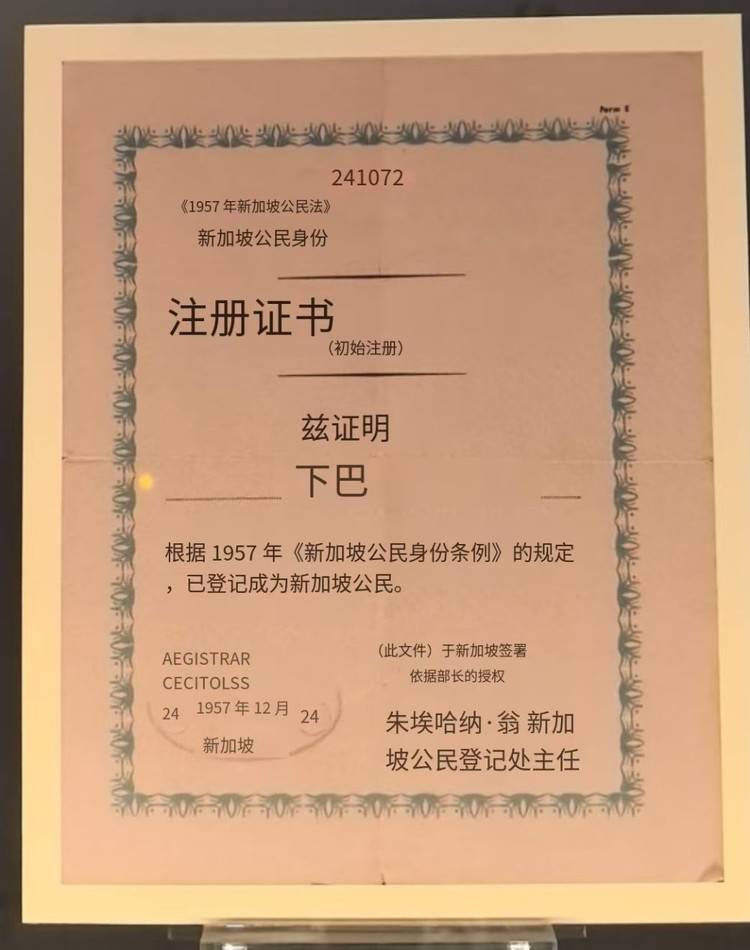 Form E
241072
《1957 年新加坡公民法》
新加坡公民身份
注册证书
（初始注册）
兹证明
下巴
根据 1957 年《新加坡公民身份条例》的规定
，已登记成为新加坡公民。
（此文件）于新加坡签署
依据部长的授权
朱埃哈纳·翁 新加
坡公民登记处主任
AEGISTRAR
CECITOLSS
24 1957 年 12 月 24
新加坡